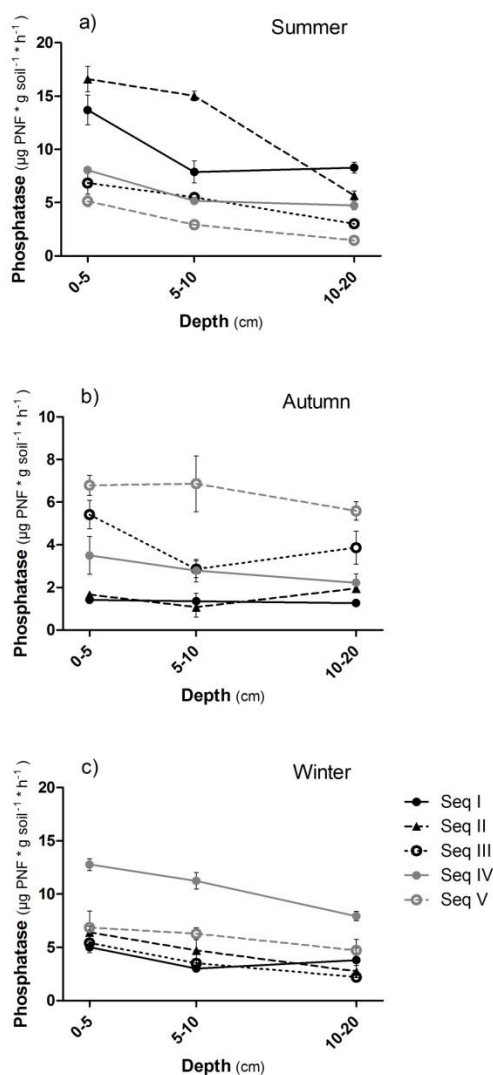 a)
Summer
Phosphatase (µg PNF * g soil⁻¹ * h⁻¹ )
20
15
10
5
0
0-5
5-10
10-20
Depth (cm)
b)
Autumn
Phosphatase (µg PNF * g soil⁻¹ * h⁻¹ )
10
8
6
4
2
0
0-5
5-10
10-20
Depth (cm)
c)
Winter
Phosphatase (µg PNF * g soil⁻¹ * h⁻¹ )
20
15
10
5
0
0-5
5-10
10-20
Depth (cm)
Seq I
Seq II
Seq III
Seq IV
Seq V